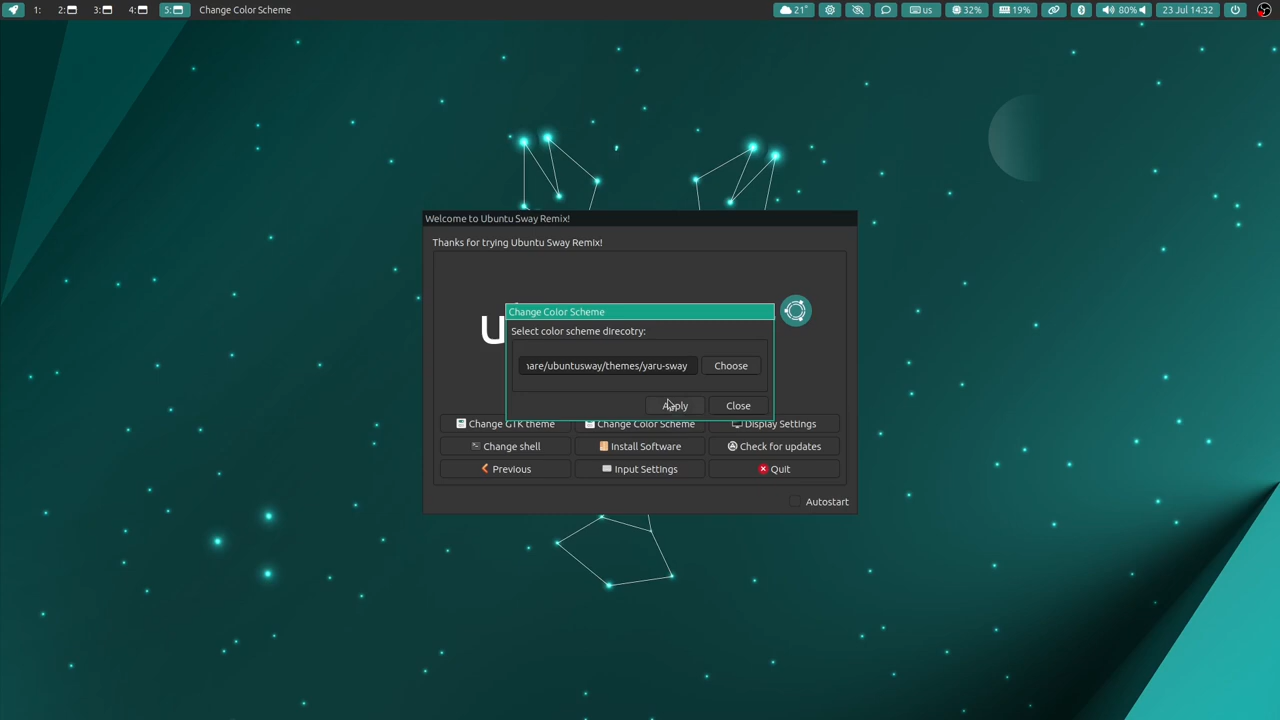 1: 2: 3: 4: 5: Change Color Scheme 21° us 32% 19% 80% 23 Jul 14:32
Welcome to Ubuntu Sway Remix!
Thanks for trying Ubuntu Sway Remix!
u
Change Color Scheme
Select color scheme direcotry:
hare/ubuntusway/themes/yaru-sway Choose
Apply Close
Change GTK theme Change Color Scheme Display Settings
Change shell Install Software Check for updates
Previous Input Settings Quit
Autostart